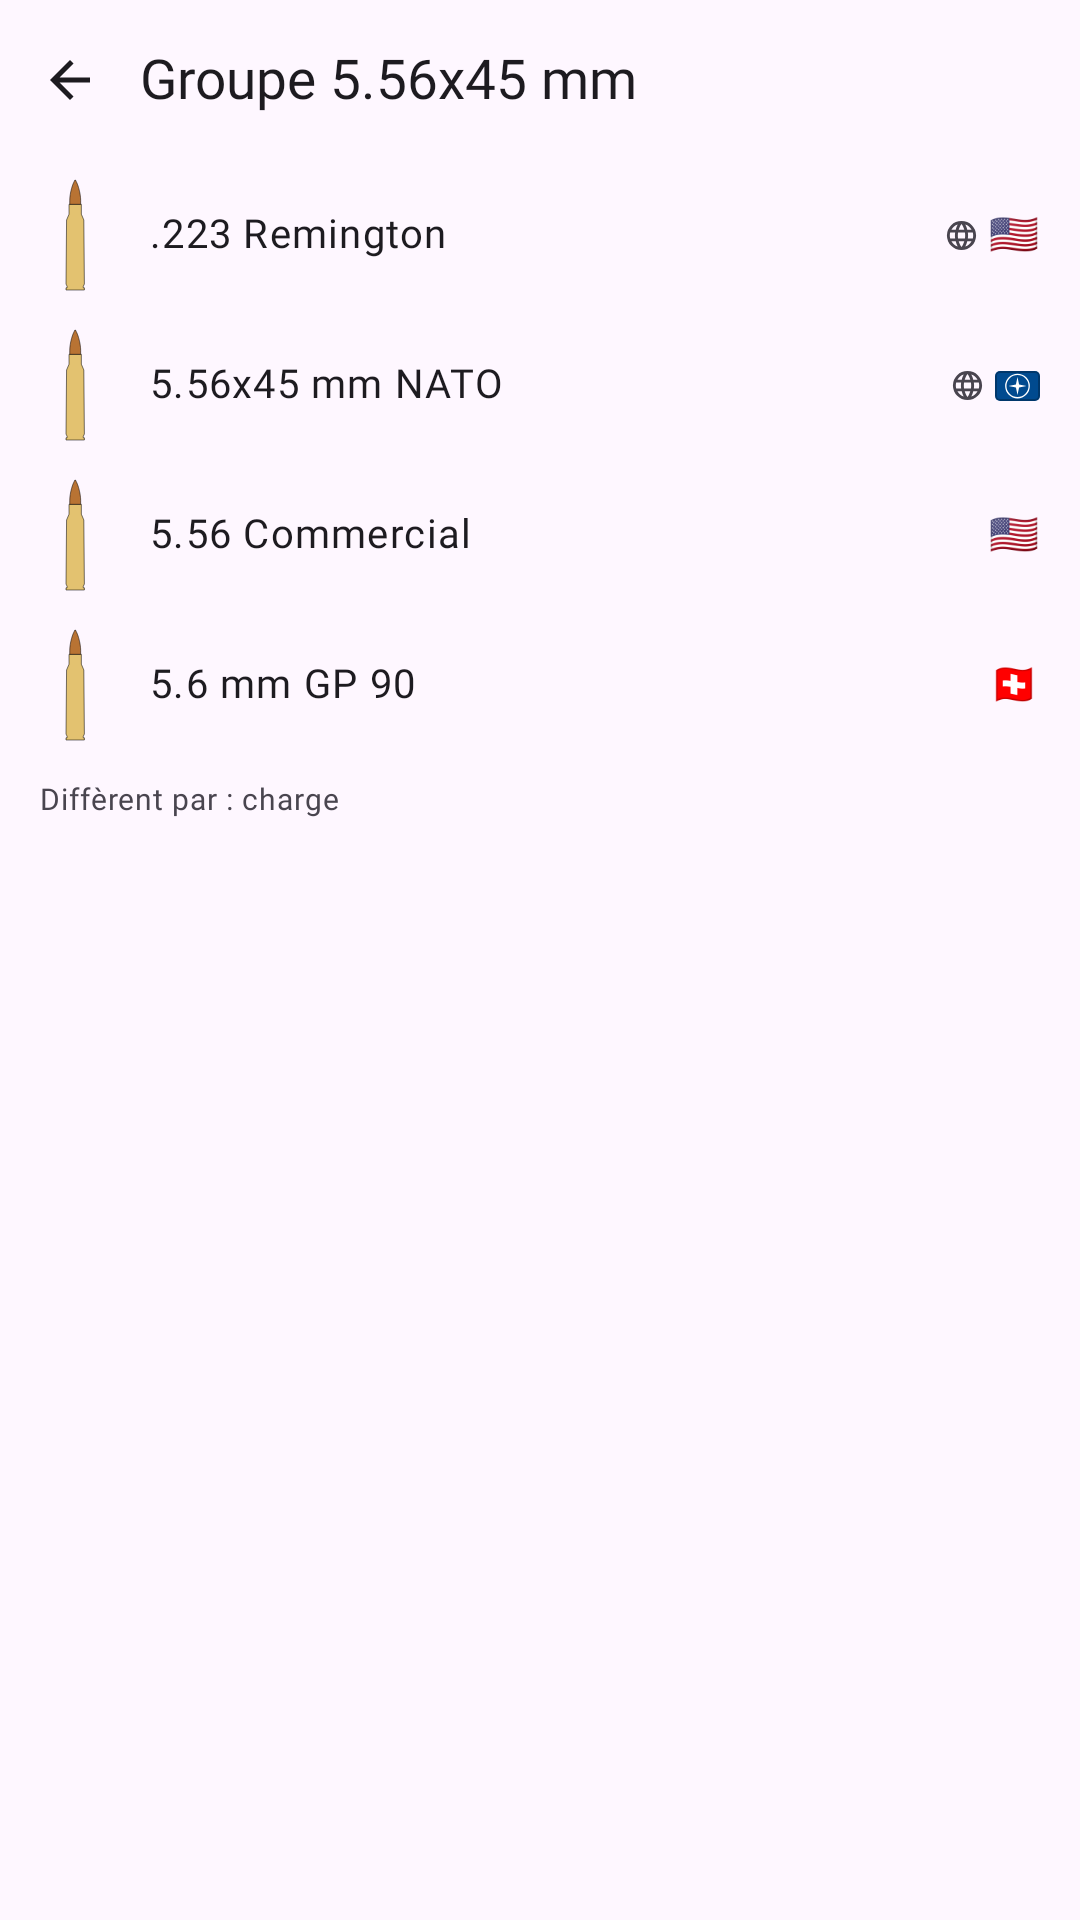 Groupe 5.56x45 mm
.223 Remington
5.56x45 mm NATO
5.56 Commercial
5.6 mm GP 90
Diffèrent par : charge